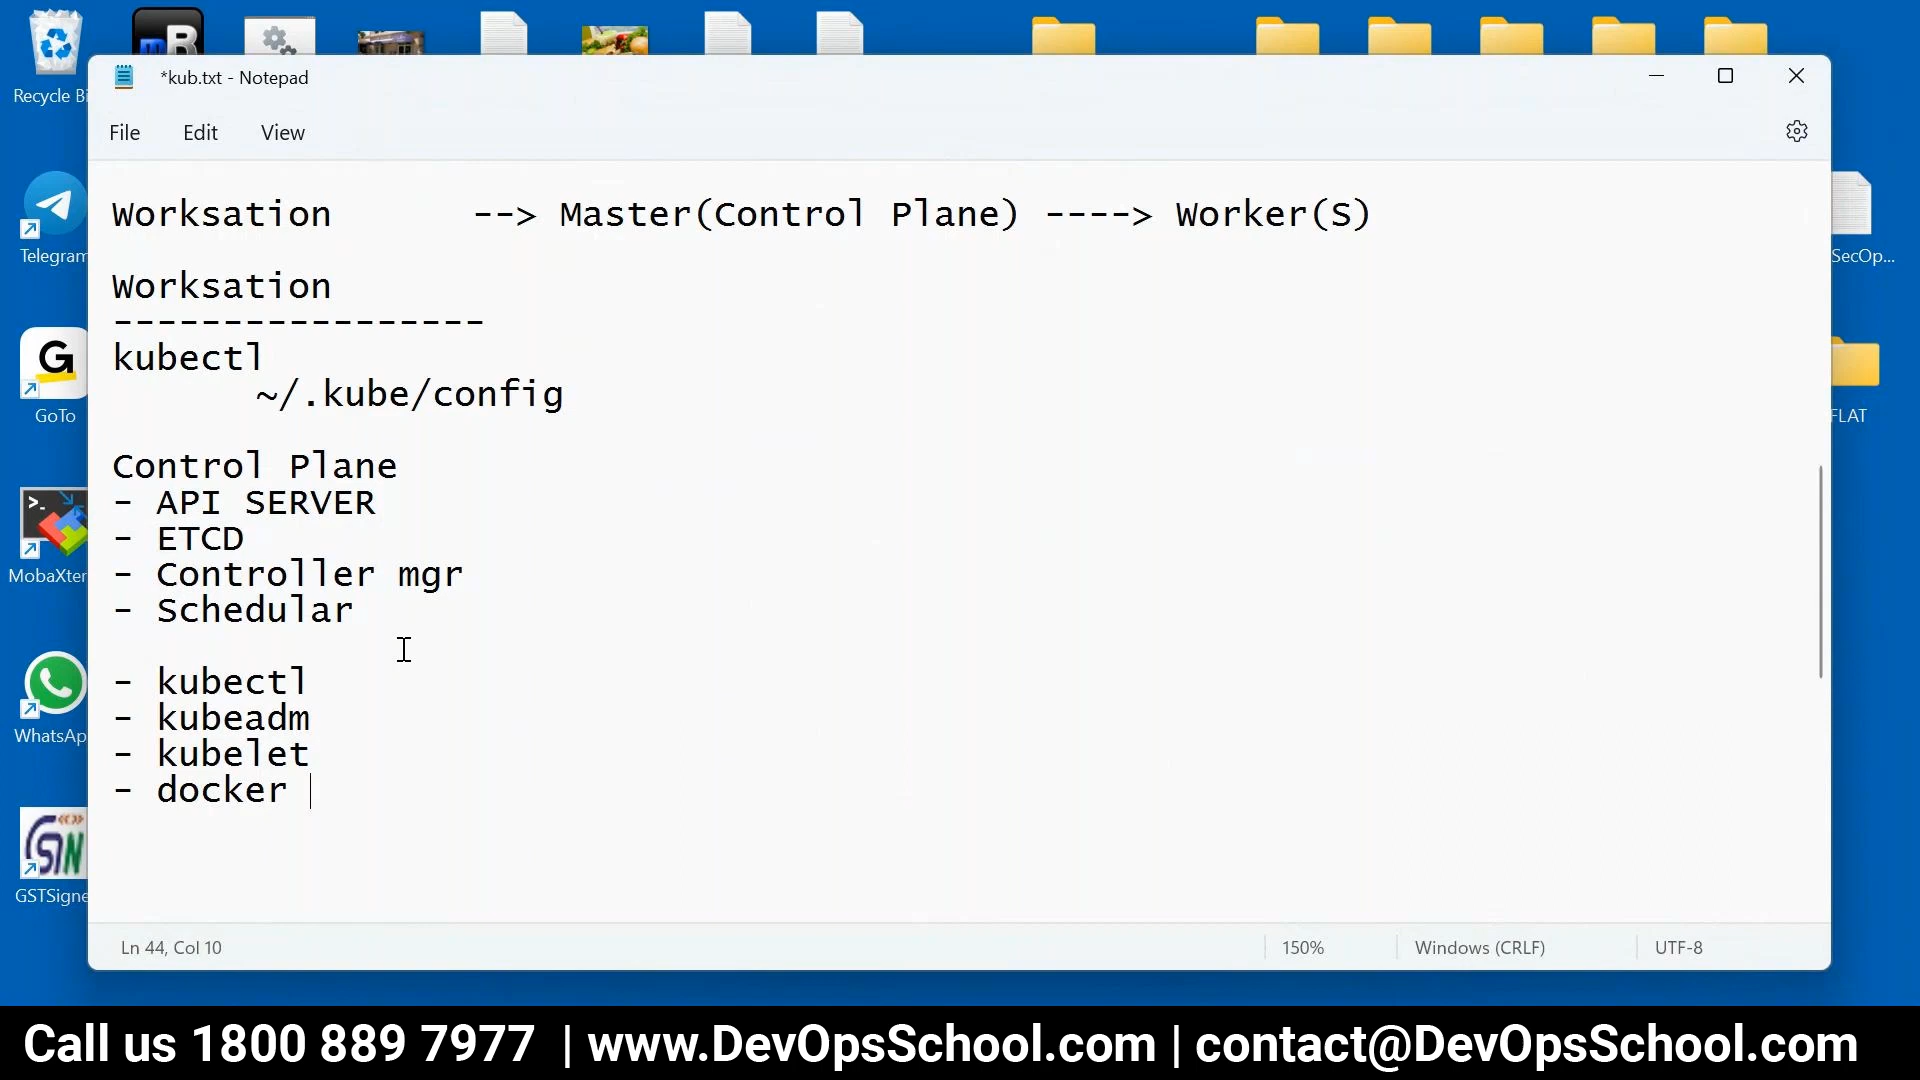 Recycle Bi
*kub.txt - Notepad
File Edit View
Worksation --> Master(Control Plane) ----> Worker(S)
Worksation
-----------------
kubectl
~/.kube/config
Control Plane
- API SERVER
- ETCD
- Controller mgr
- Schedular
- kubectl
- kubeadm
- kubelet
- docker
Ln 44, Col 10 150% Windows (CRLF) UTF-8
Telegram
G
GoTo
MobaXter
WhatsAp
GSTSigne
SecOp...
FLAT
Call us 1800 889 7977 | www.DevOpsSchool.com | contact@DevOpsSchool.com